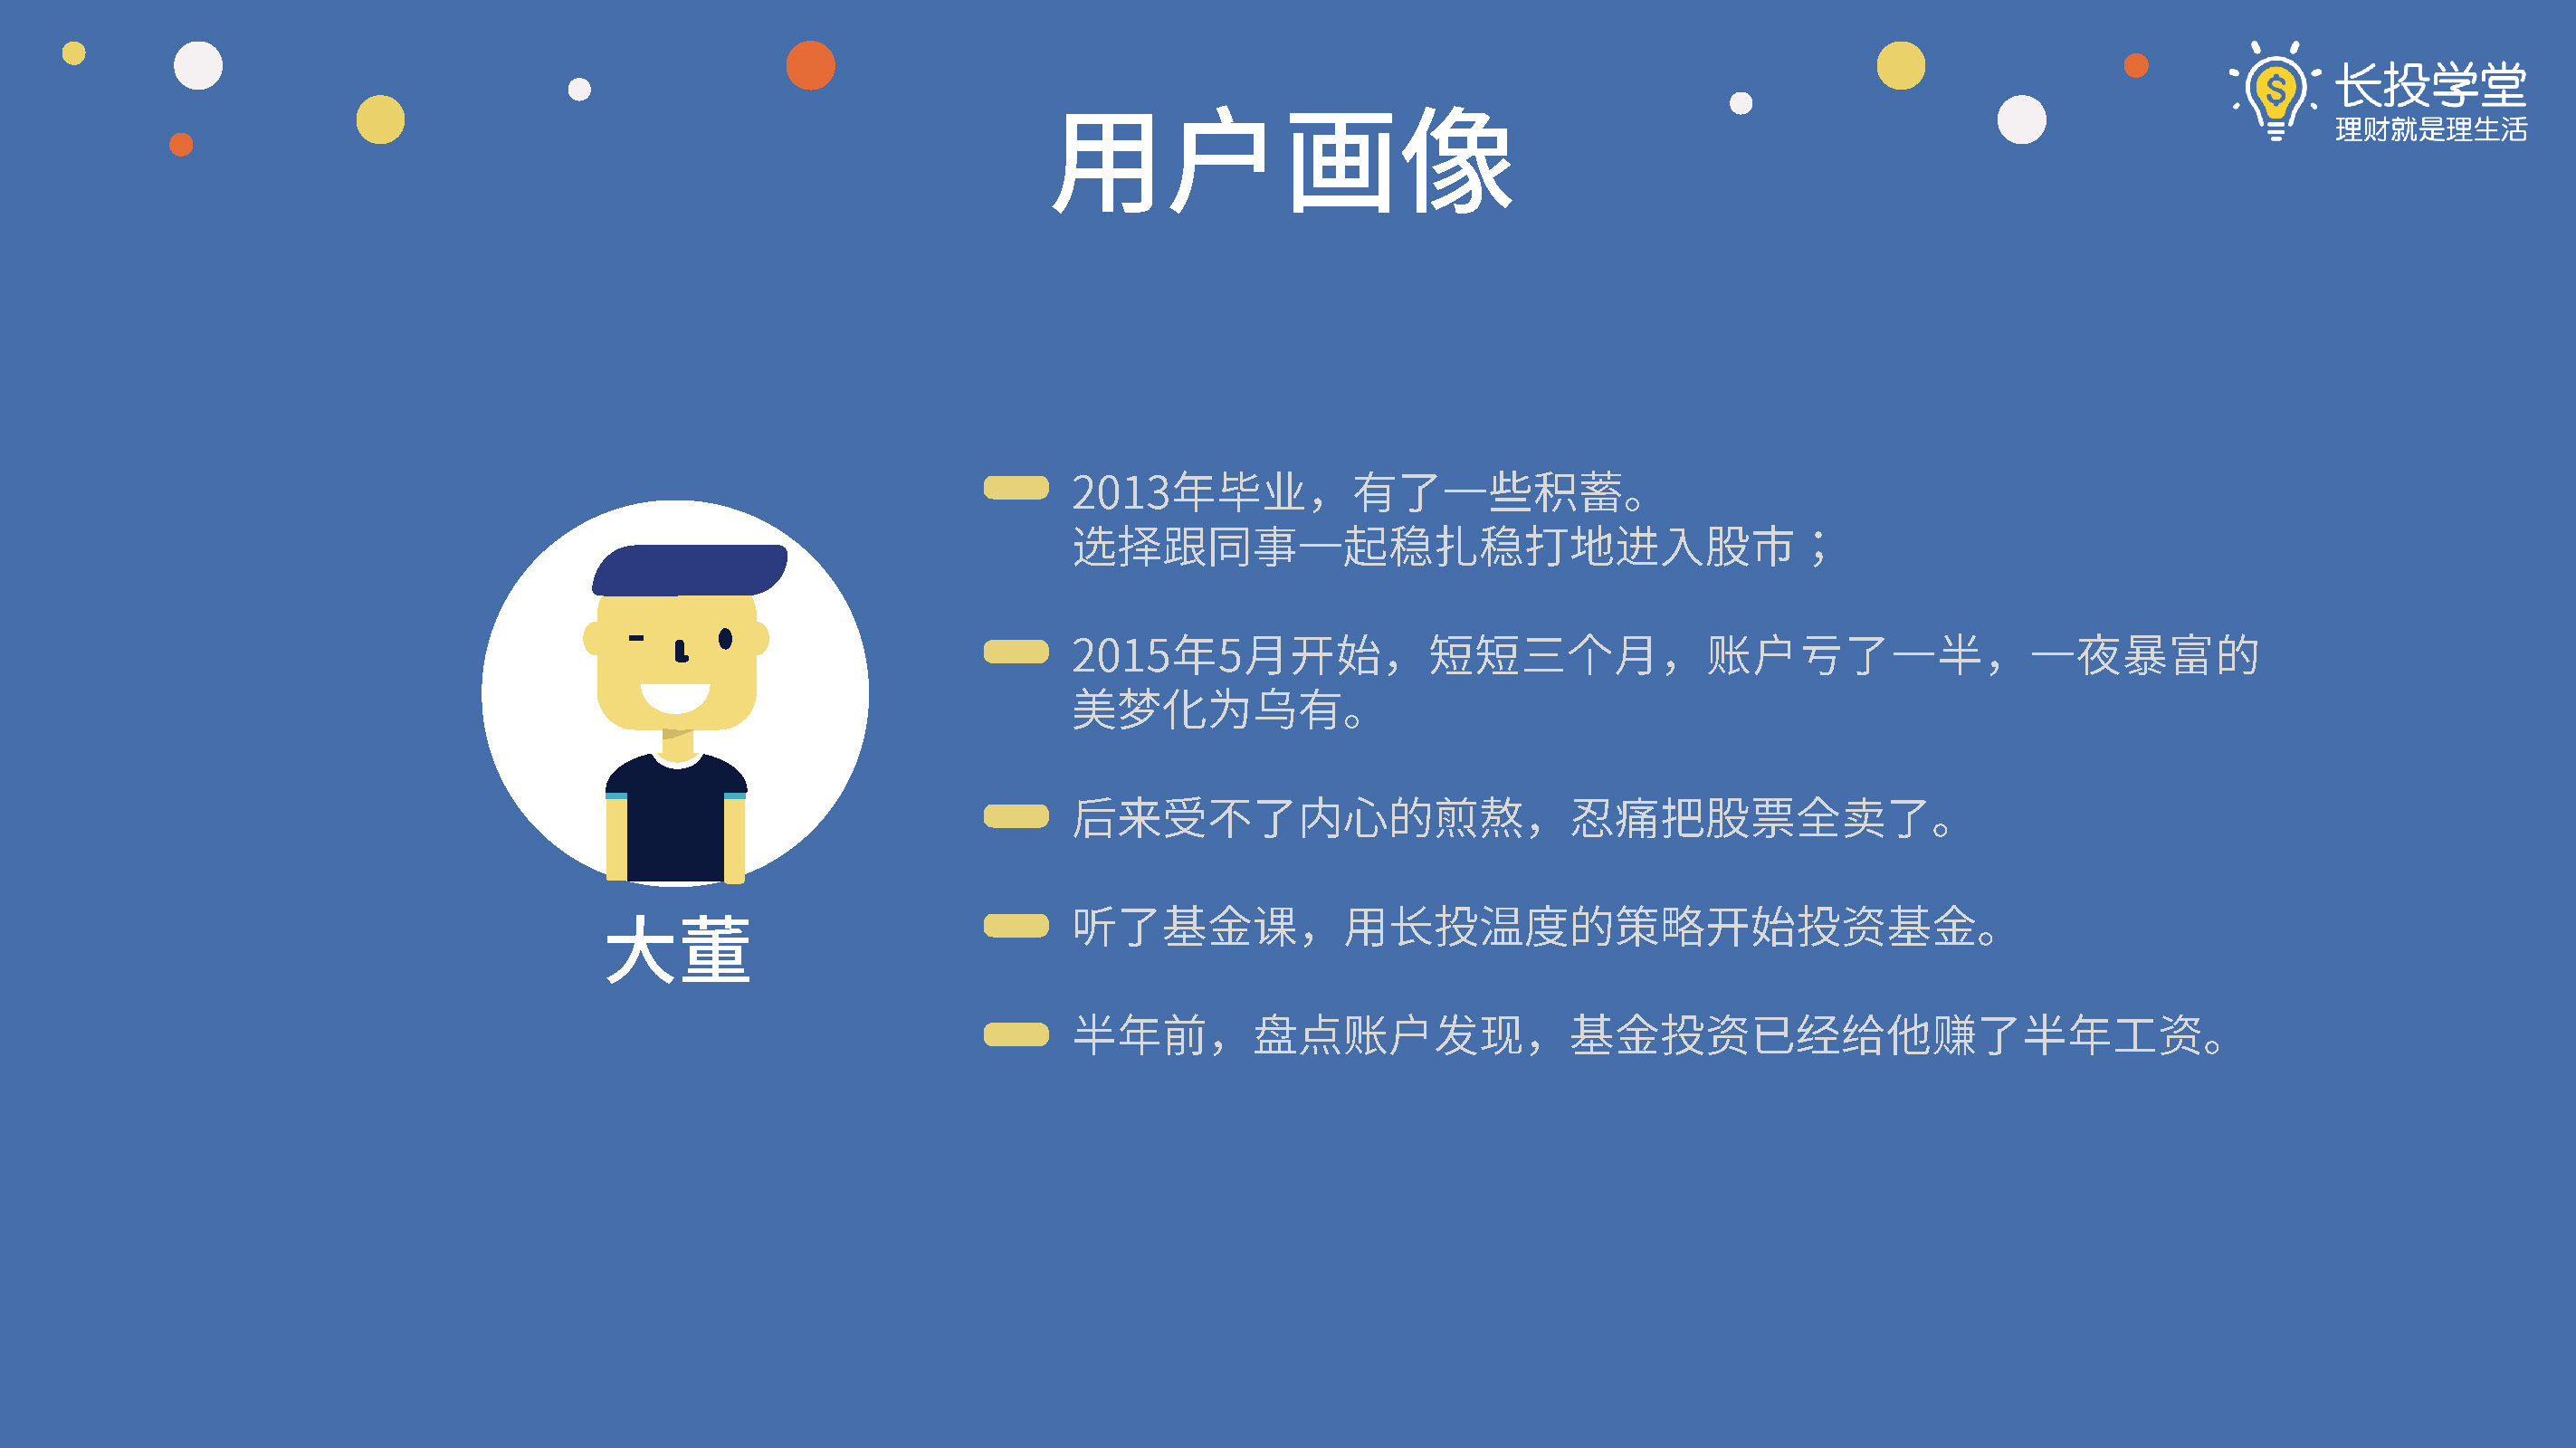 长投学堂
理财就是理生活
用户画像
2013年毕业，有了一些积蓄。
选择跟同事一起稳扎稳打地进入股市；
2015年5月开始，短短三个月，账户亏了一半，一夜暴富的
美梦化为乌有。
后来受不了内心的煎熬，忍痛把股票全卖了。
听了基金课，用长投温度的策略开始投资基金。
半年前，盘点账户发现，基金投资已经给他赚了半年工资。
大董